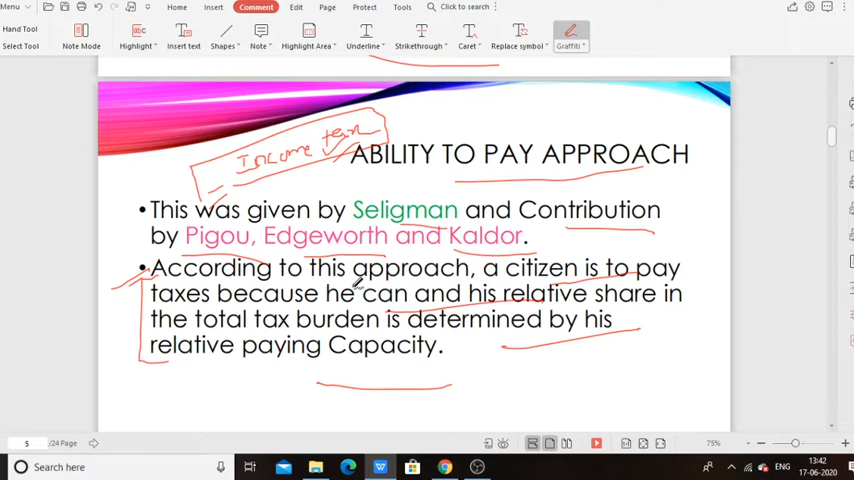 Menu
Home Insert Comment Edit Page Protect Tools Click to search
Hand Tool
Select Tool
Note Mode Highlight Insert text Shapes Note Highlight Area Underline Strikethrough Caret Replace symbol Graffiti
Income
ABILITY TO PAY APPROACH
•This was given by Seligman and Contribution
by Pigou, Edgeworth and Kaldor.
•According to this approach, a citizen is to pay
taxes because he can and his relative share in
the total tax burden is determined by his
relative paying Capacity.
5 /24 Page 75%
Search here
ENG
13:42
17-06-2020